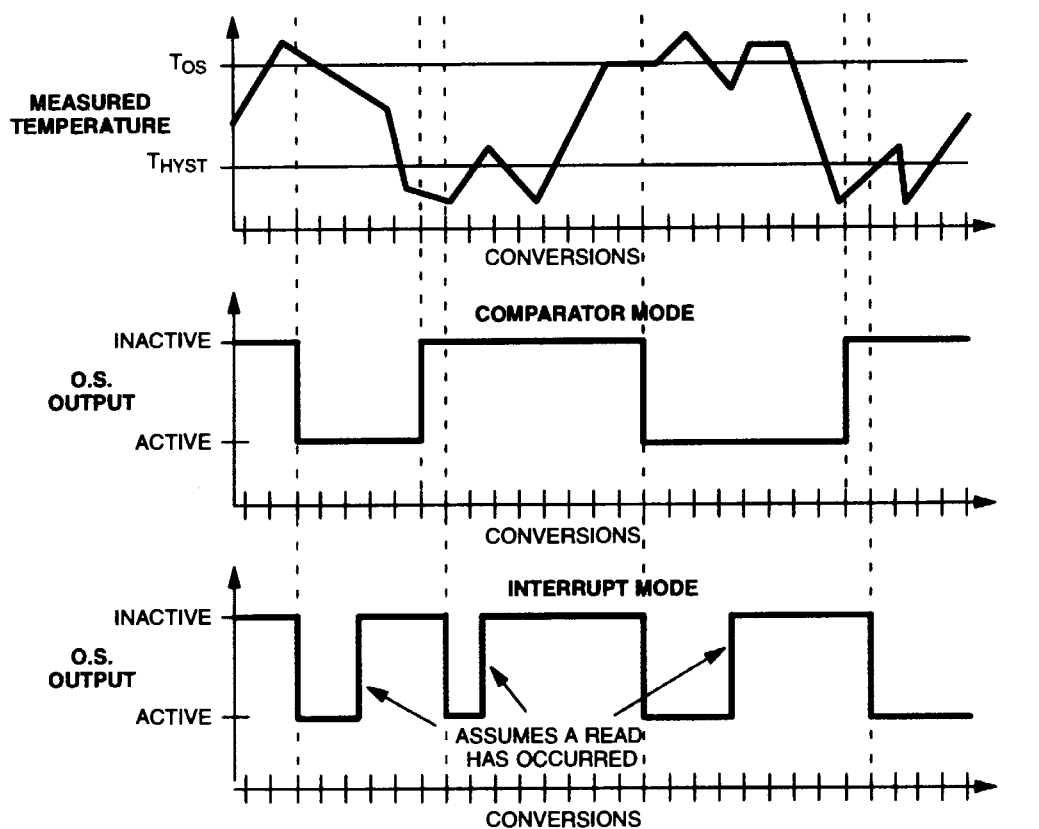 TOS
MEASURED
TEMPERATURE
THYST
CONVERSIONS
COMPARATOR MODE
INACTIVE
O.S.
OUTPUT
ACTIVE
CONVERSIONS
INTERRUPT MODE
INACTIVE
O.S.
OUTPUT
ACTIVE
ASSUMES A READ
HAS OCCURRED
CONVERSIONS